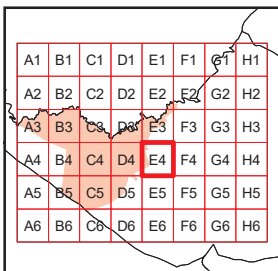 A1 B1 C1 D1 E1 F1 G1 H1
A2 B2 C2 D2 E2 F2 G2 H2
A3 B3 C3 D3 E3 F3 G3 H3
A4 B4 C4 D4 E4 F4 G4 H4
A5 B5 C5 D5 E5 F5 G5 H5
A6 B6 C6 D6 E6 F6 G6 H6